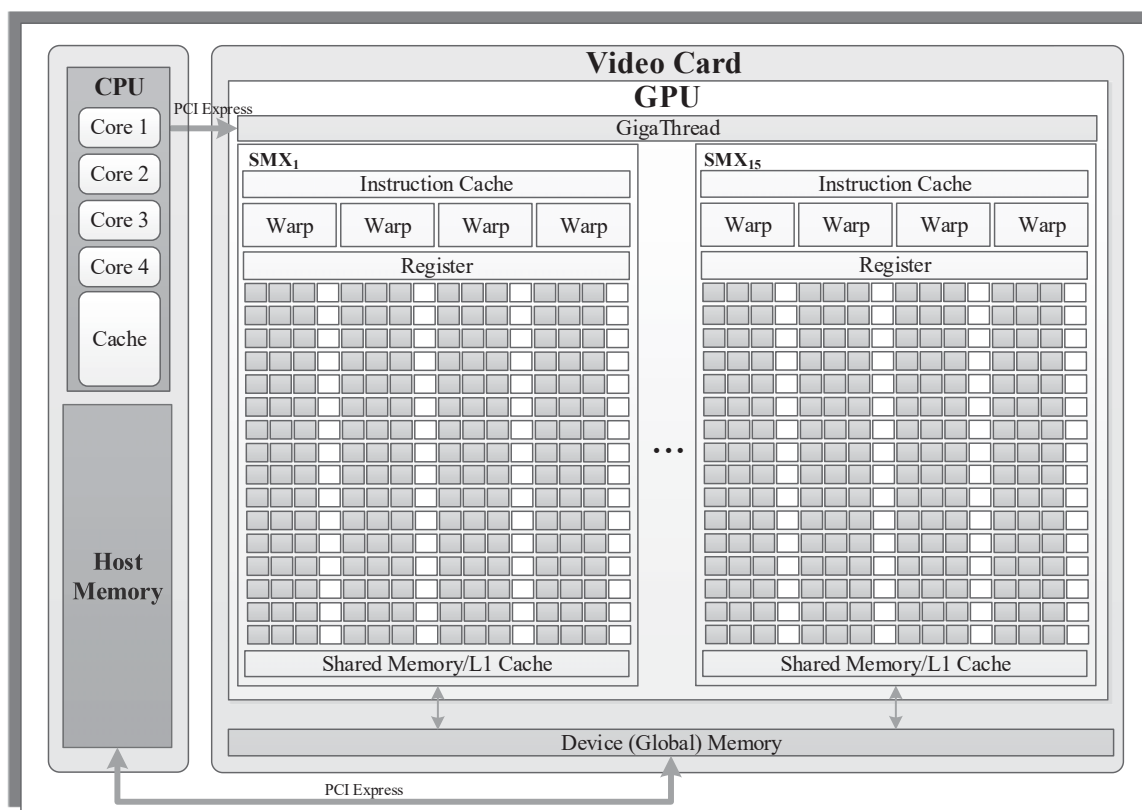 Video Card
GPU
CPU
Core 1
Core 2
Core 3
Core 4
Cache
Host
Memory
PCI Express
GigaThread
SMX1
Instruction Cache
Warp Warp Warp Warp
Register
Shared Memory/L1 Cache
...
SMX15
Instruction Cache
Warp Warp Warp Warp
Register
Shared Memory/L1 Cache
Device (Global) Memory
PCI Express